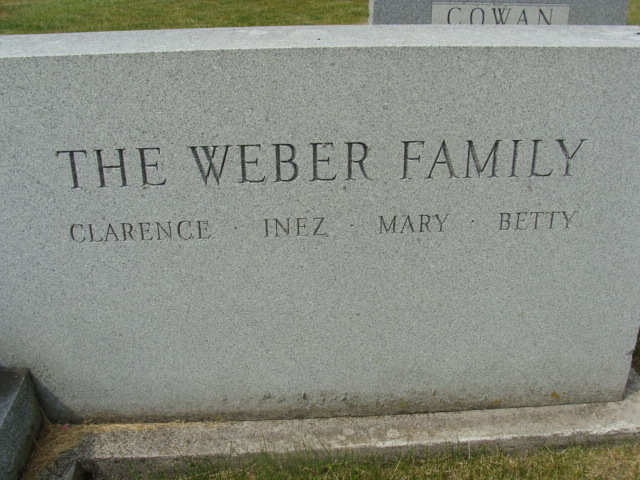 COWAN
THE WEBER FAMILY
CLARENCE · INEZ · MARY · BETTY